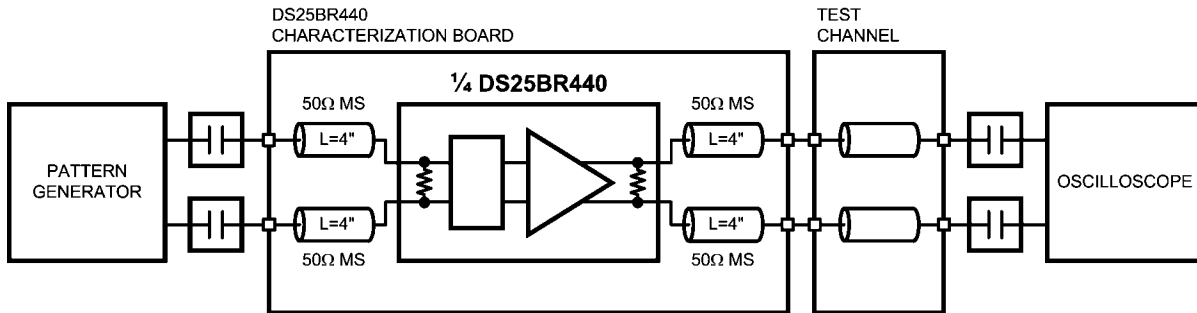 DS25BR440
CHARACTERIZATION BOARD
TEST
CHANNEL
¼ DS25BR440
50Ω MS
50Ω MS
L=4"
L=4"
PATTERN
GENERATOR
OSCILLOSCOPE
L=4"
L=4"
50Ω MS
50Ω MS